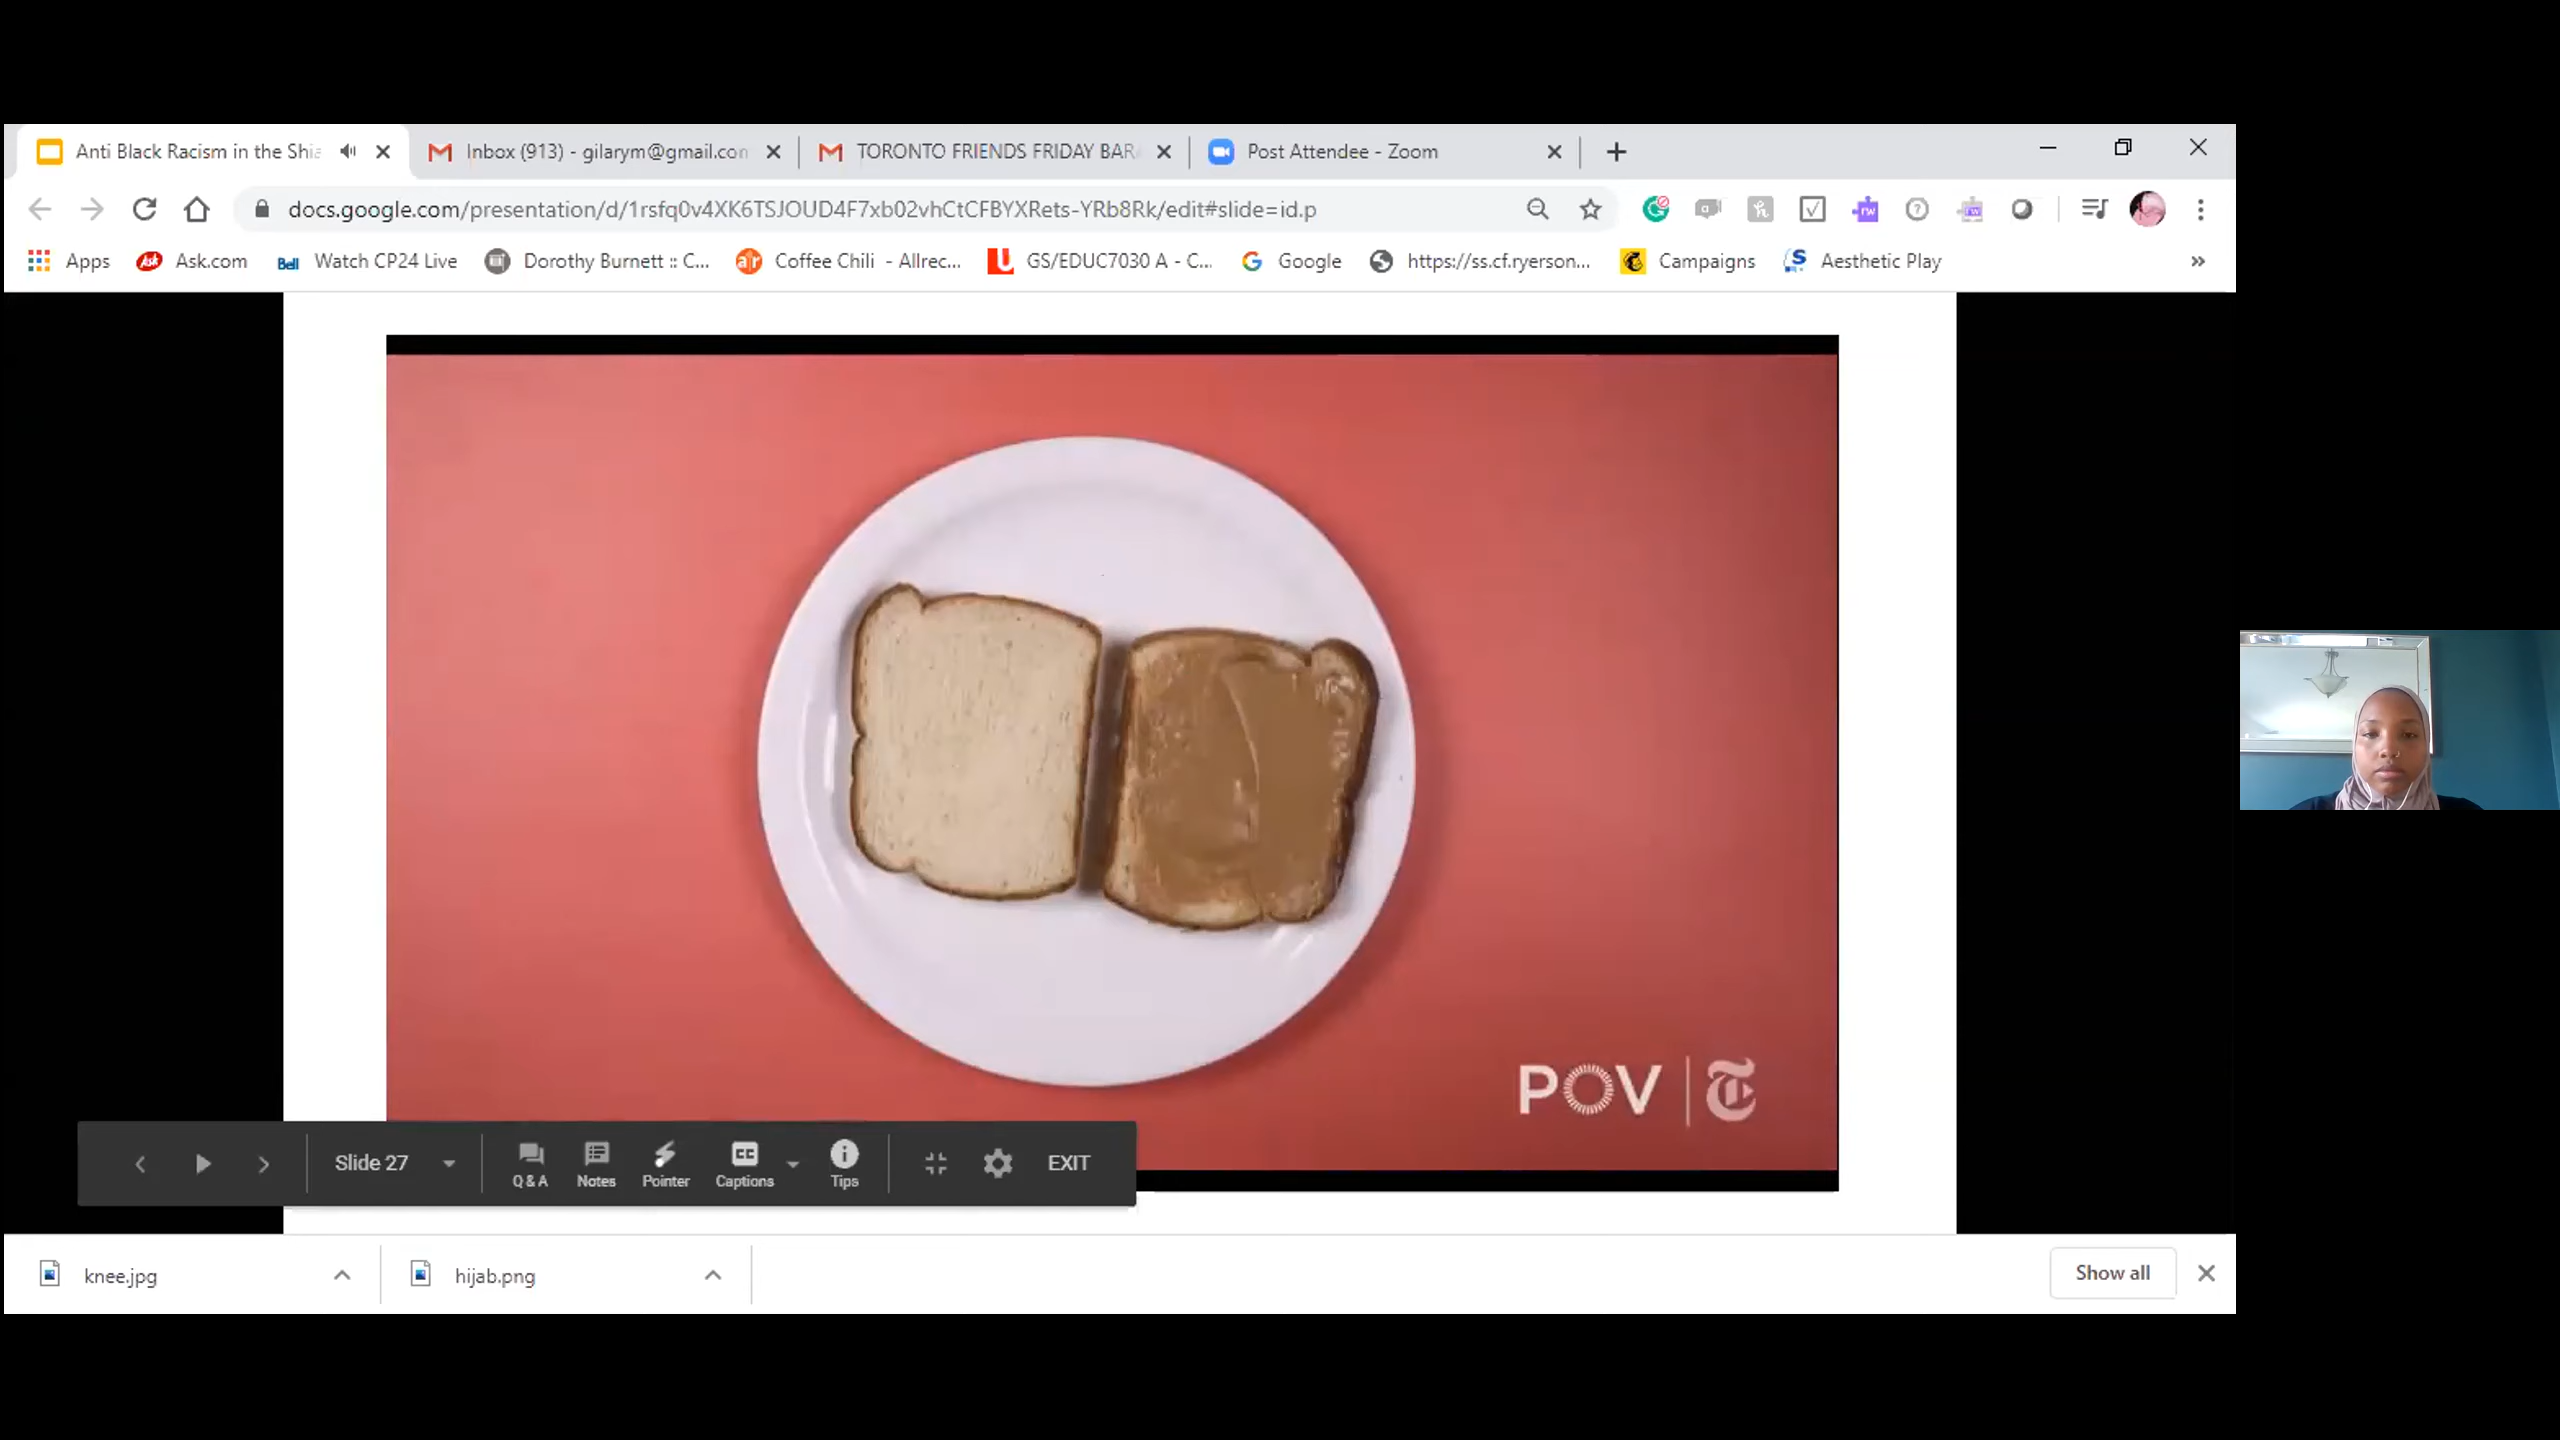 Anti Black Racism in the Shia
Inbox (913) - gilarym@gmail.con
TORONTO FRIENDS FRIDAY BAR
Post Attendee - Zoom
docs.google.com/presentation/d/1rsfq0v4XK6TSJOUD4F7xb02vhCtCFBYXRets-YRb8Rk/edit#slide=id.p
Apps
Ask.com
Bell
Watch CP24 Live
Dorothy Burnett :: C...
Coffee Chili - Allrec...
GS/EDUC7030 A - C...
Google
https://ss.cf.ryerson...
Campaigns
Aesthetic Play
POV
Slide 27
Q & A
Notes
Pointer
CC
Captions
Tips
EXIT
knee.jpg
hijab.png
Show all